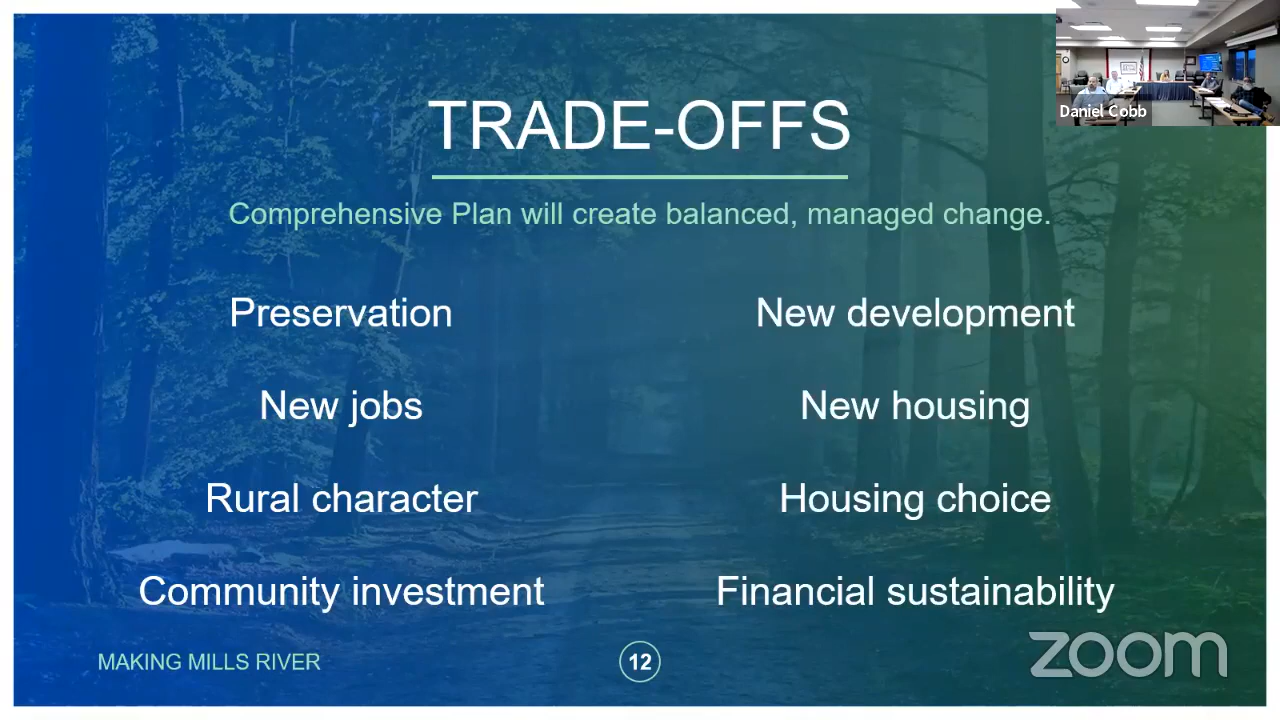 TRADE-OFFS
Daniel Cobb
Comprehensive Plan will create balanced, managed change.
Preservation
New development
New jobs
New housing
Rural character
Housing choice
Community investment
Financial sustainability
MAKING MILLS RIVER
12
zoom